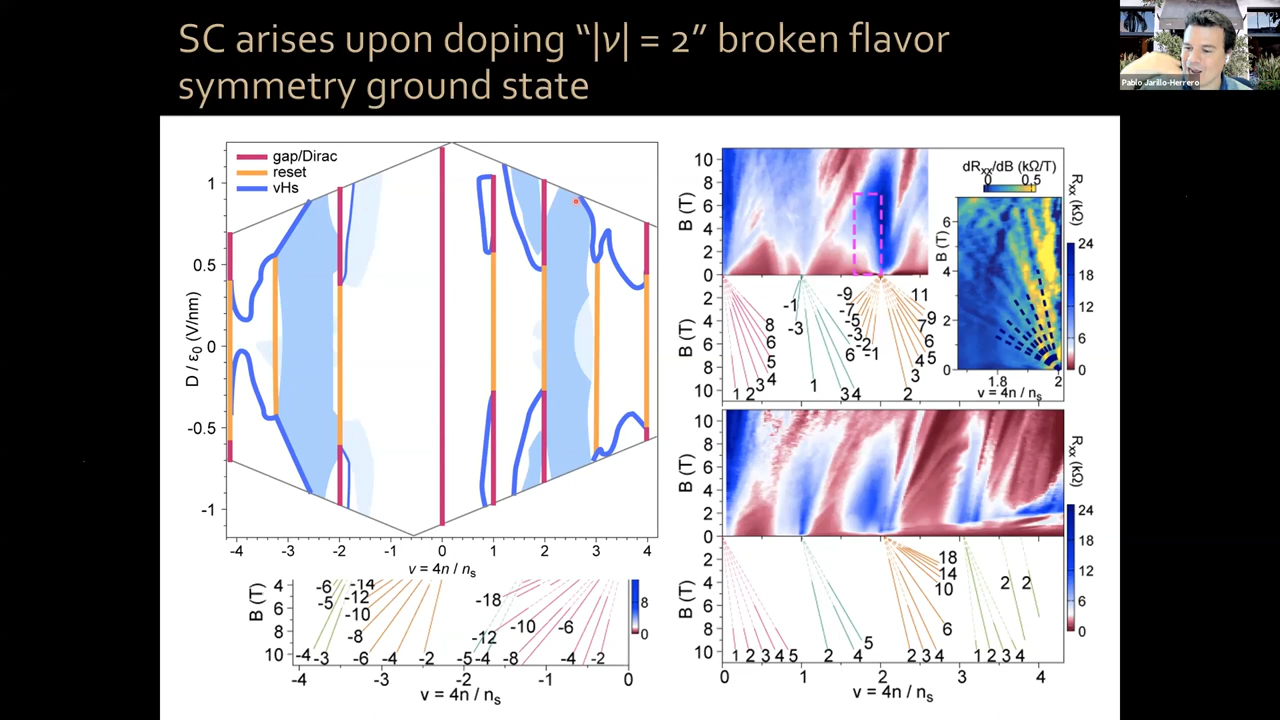 SC arises upon doping “|ν| = 2” broken flavor
symmetry ground state
Pablo Jarillo-Herrero
gap/Dirac
reset
vHs
D / ε0 (V/nm)
1
0.5
0
-0.5
-1
-4 -3 -2 0 1 2 3 4
ν = 4n / ns
B (T)
4
6
8
10
-6 -14
-5 -12
-10
-8
-4 -3 -6 -4 -2
-18
-12 -10 -6
-5 -4 -8 -4 -2
8
0
-4 -3 -2 -1 0
ν = 4n / ns
B (T)
10
8
6
4
2
0
B (T)
2
4
6
8
10
8
6
5
4
1 2 3
-1
-3
1 3 4
6
-9
-7
-5
-3
-2
-1
11
9
7
6
5
4
3
2
dRxx/dB (kΩ/T)
0 0.5
B (T)
6
4
2
0
1.8 2
ν = 4n / ns
Rxx (kΩ)
24
18
12
6
0
B (T)
10
8
6
4
2
0
B (T)
2
4
6
8
10
1 2 3 4 5
2 4 5
18
14
10
6
2 3 4
1 2 3 4
2 2
Rxx (kΩ)
24
18
12
6
0
0 1 2 3 4
ν = 4n / ns